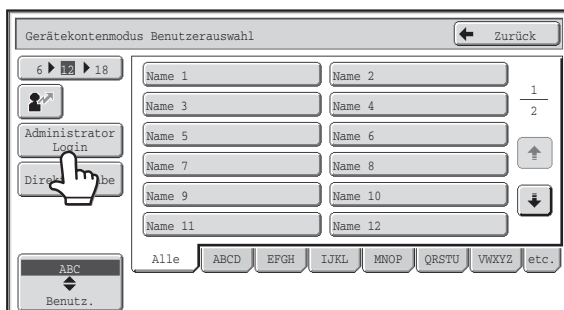 Gerätekontenmodus Benutzerauswahl
Zurück
6 12 18
Administrator
Login
ABC
Benutz.
Name 1
Name 2
Name 3
Name 4
Name 5
Name 6
Name 7
Name 8
Name 9
Name 10
Name 11
Name 12
1
2
Alle
ABCD
EFGH
IJKL
MNOP
QRSTU
VWXYZ
etc.